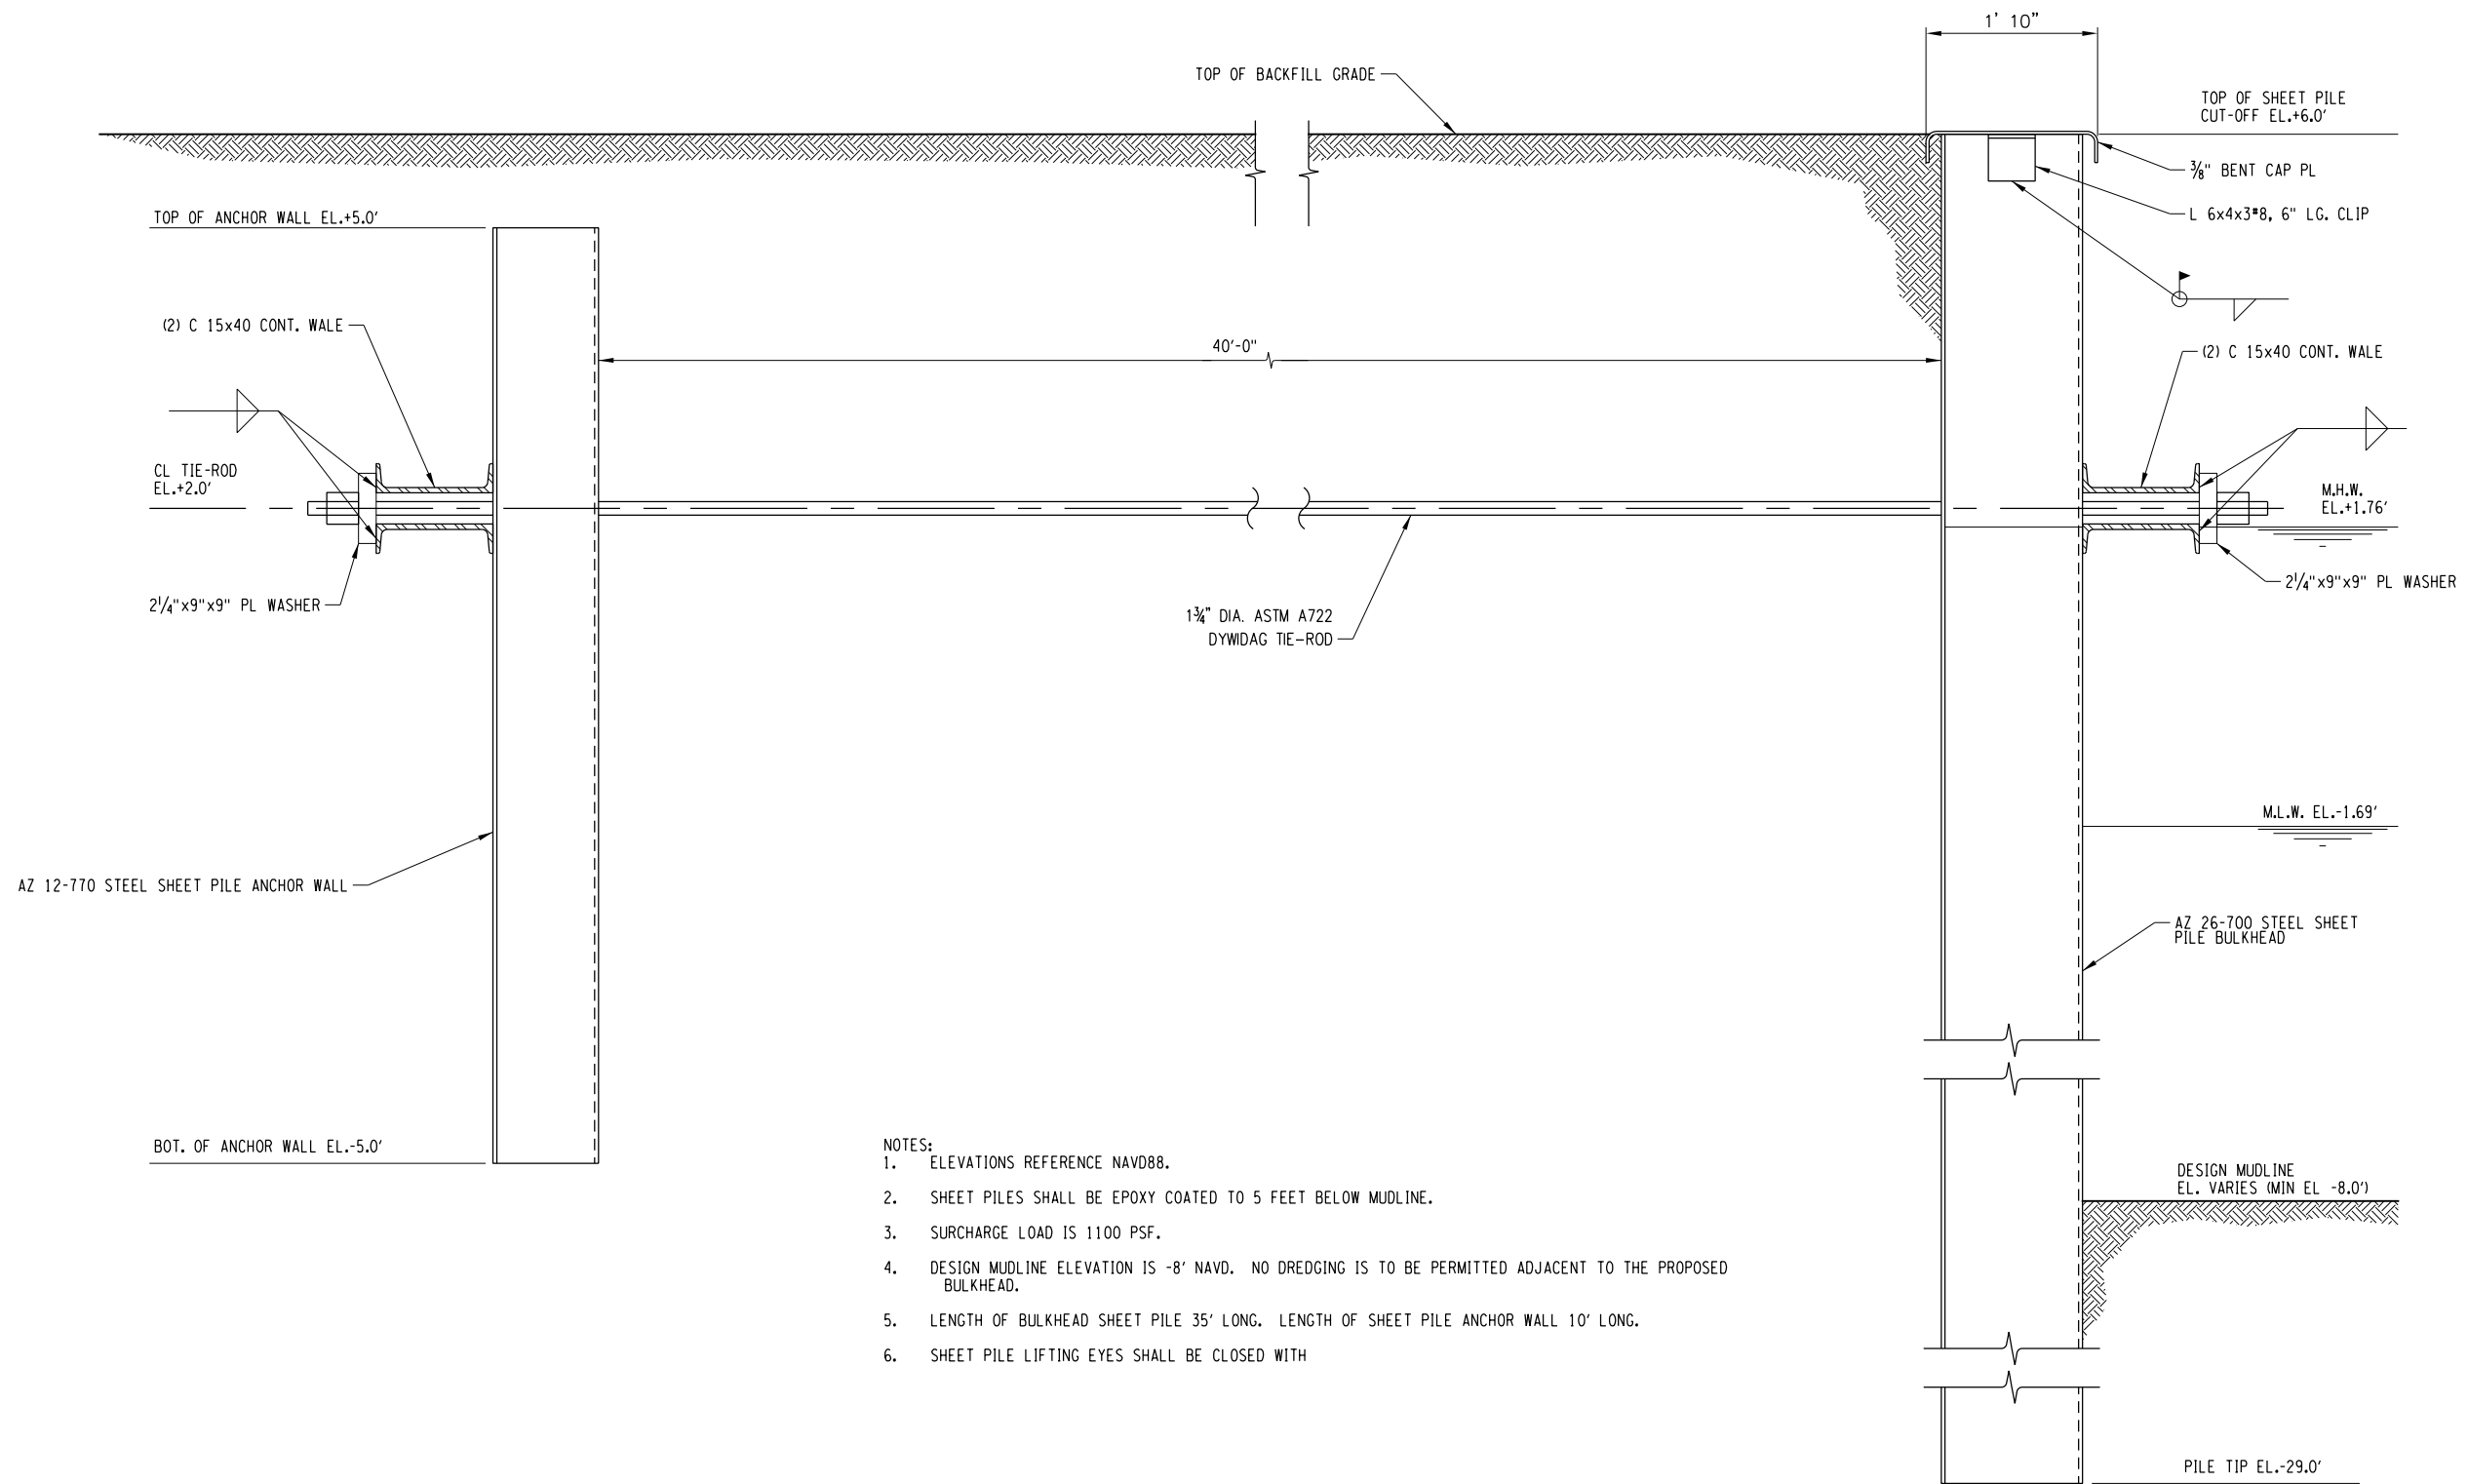 1' 10"
TOP OF BACKFILL GRADE
TOP OF SHEET PILE
CUT-OFF EL.+6.0'
3/8" BENT CAP PL
L 6x4x3#8, 6" LG. CLIP
TOP OF ANCHOR WALL EL.+5.0'
(2) C 15x40 CONT. WALE
40'-0"
(2) C 15x40 CONT. WALE
CL TIE-ROD
EL.+2.0'
M.H.W.
EL.+1.76'
2 1/4"x9"x9" PL WASHER
2 1/4"x9"x9" PL WASHER
1 3/4" DIA. ASTM A722
DYWIDAG TIE-ROD
M.L.W. EL.-1.69'
AZ 12-770 STEEL SHEET PILE ANCHOR WALL
AZ 26-700 STEEL SHEET
PILE BULKHEAD
BOT. OF ANCHOR WALL EL.-5.0'
NOTES:
1. ELEVATIONS REFERENCE NAVD88.
2. SHEET PILES SHALL BE EPOXY COATED TO 5 FEET BELOW MUDLINE.
3. SURCHARGE LOAD IS 1100 PSF.
4. DESIGN MUDLINE ELEVATION IS -8' NAVD. NO DREDGING IS TO BE PERMITTED ADJACENT TO THE PROPOSED
BULKHEAD.
5. LENGTH OF BULKHEAD SHEET PILE 35' LONG. LENGTH OF SHEET PILE ANCHOR WALL 10' LONG.
6. SHEET PILE LIFTING EYES SHALL BE CLOSED WITH
DESIGN MUDLINE
EL. VARIES (MIN EL -8.0')
PILE TIP EL.-29.0'